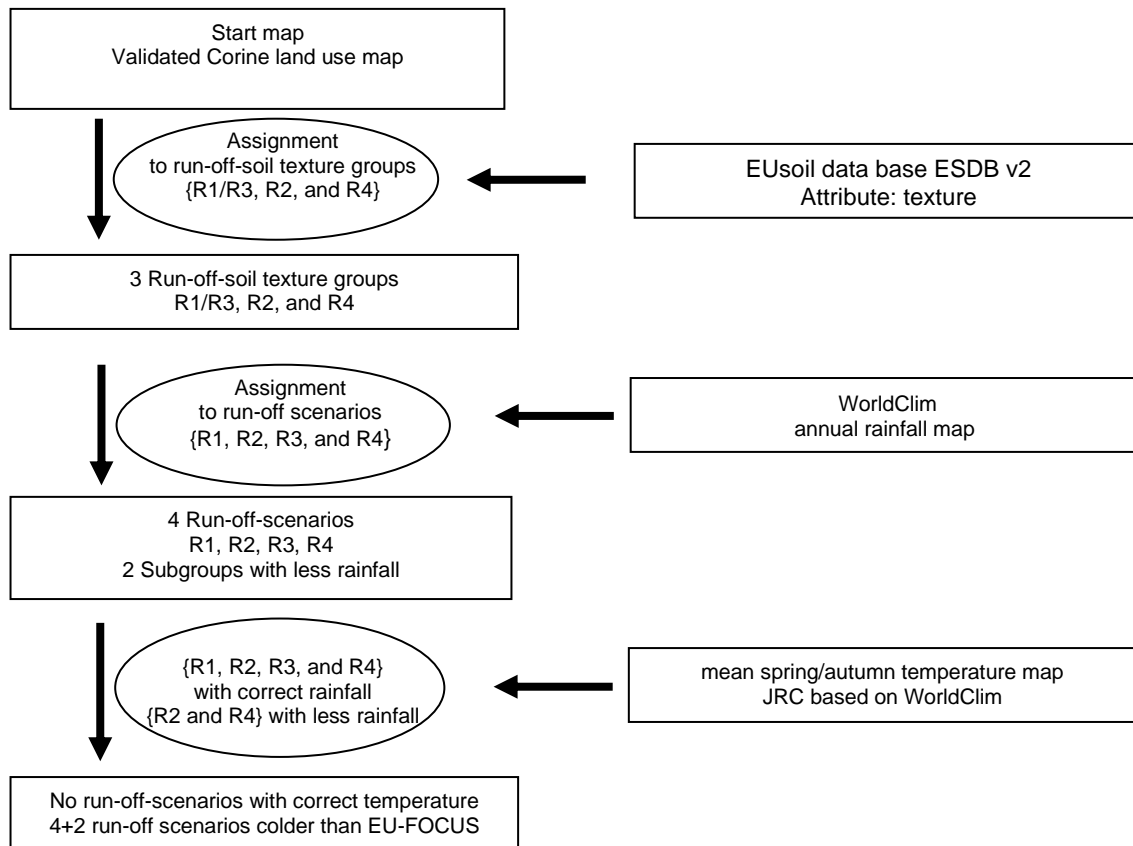 Start map
Validated Corine land use map
Assignment
to run-off-soil texture groups
{R1/R3, R2, and R4}
EUsoil data base ESDB v2
Attribute: texture
3 Run-off-soil texture groups
R1/R3, R2, and R4
Assignment
to run-off scenarios
{R1, R2, R3, and R4}
WorldClim
annual rainfall map
4 Run-off-scenarios
R1, R2, R3, R4
2 Subgroups with less rainfall
{R1, R2, R3, and R4}
with correct rainfall
{R2 and R4} with less rainfall
mean spring/autumn temperature map
JRC based on WorldClim
No run-off-scenarios with correct temperature
4+2 run-off scenarios colder than EU-FOCUS